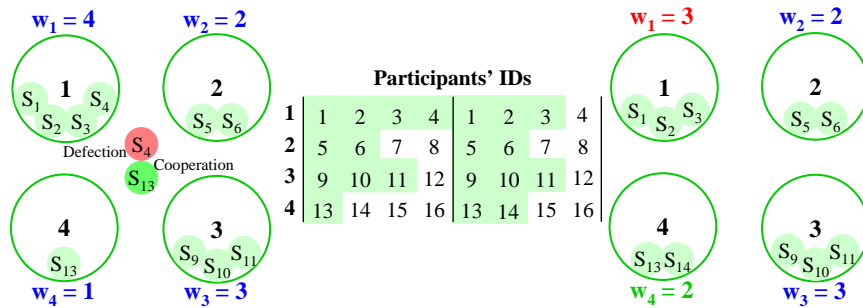 w₁ = 4
w₂ = 2
1
S₁ S₂ S₃ S₄
2
S₅ S₆
S₄
Defection
Cooperation
S₁₃
4
S₁₃
3
S₉ S₁₀ S₁₁
w₄ = 1
w₃ = 3
Participants' IDs
1 1 2 3 4 1 2 3 4
2 5 6 7 8 5 6 7 8
3 9 10 11 12 9 10 11 12
4 13 14 15 16 13 14 15 16
w₁ = 3
w₂ = 2
1
S₁ S₂ S₃
2
S₅ S₆
4
S₁₃ S₁₄
3
S₉ S₁₀ S₁₁
w₄ = 2
w₃ = 3